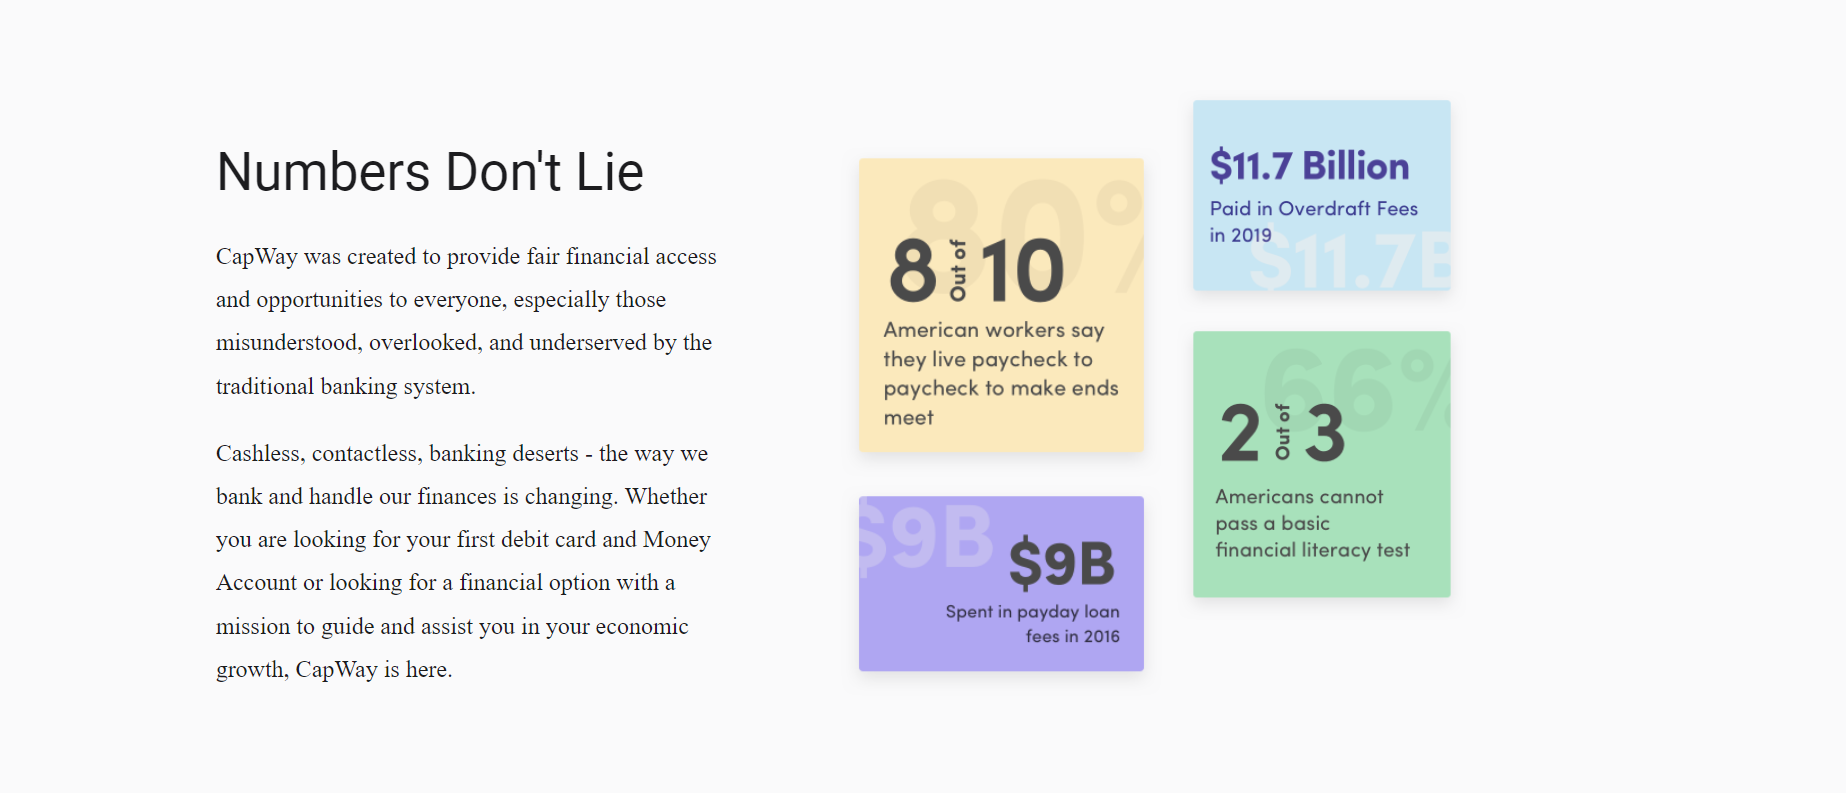 Numbers Don't Lie
CapWay was created to provide fair financial access
and opportunities to everyone, especially those
misunderstood, overlooked, and underserved by the
traditional banking system.
Cashless, contactless, banking deserts - the way we
bank and handle our finances is changing. Whether
you are looking for your first debit card and Money
Account or looking for a financial option with a
mission to guide and assist you in your economic
growth, CapWay is here.
80%
8 Out of 10
American workers say
they live paycheck to
paycheck to make ends
meet
$9B
$9B
Spent in payday loan
fees in 2016
$11.7 Billion
Paid in Overdraft Fees
in 2019
$11.7B
66%
2 Out of 3
Americans cannot
pass a basic
financial literacy test